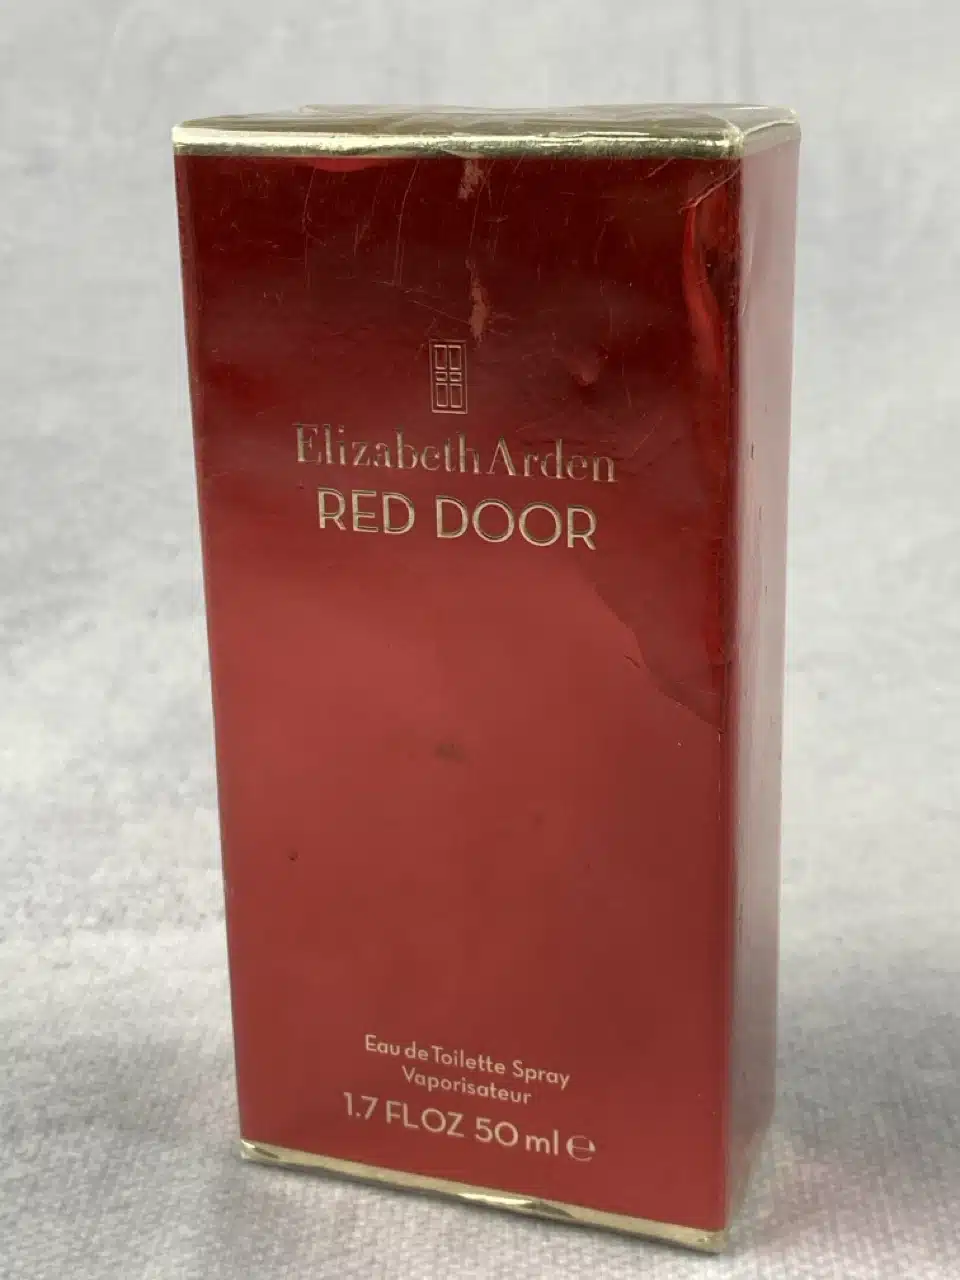 Elizabeth Arden
RED DOOR
Eau de Toilette Spray
Vaporisateur
1.7 FL OZ 50 ml ℮